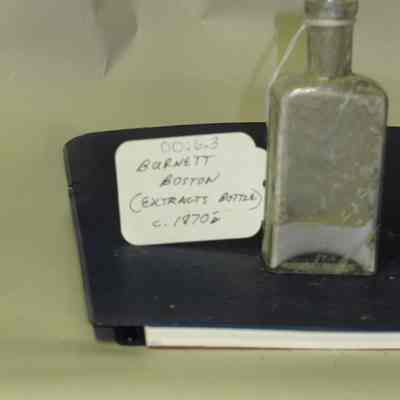 00263
BURNETT
BOSTON
(EXTRACTS BOTTLE)
c. 1870's